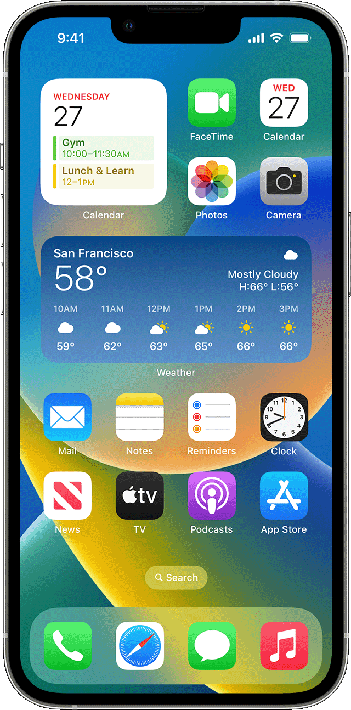 9:41
WEDNESDAY
27
Gym
10:00–11:30AM
Lunch & Learn
12–1PM
Calendar
FaceTime
WED
27
Calendar
Photos
Camera
San Francisco
58°
Mostly Cloudy
H:66° L:56°
10AM 11AM 12PM 1PM 2PM 3PM
59° 62° 63° 65° 66° 66°
Weather
Mail Notes Reminders Clock
tv
News TV Podcasts App Store
Search